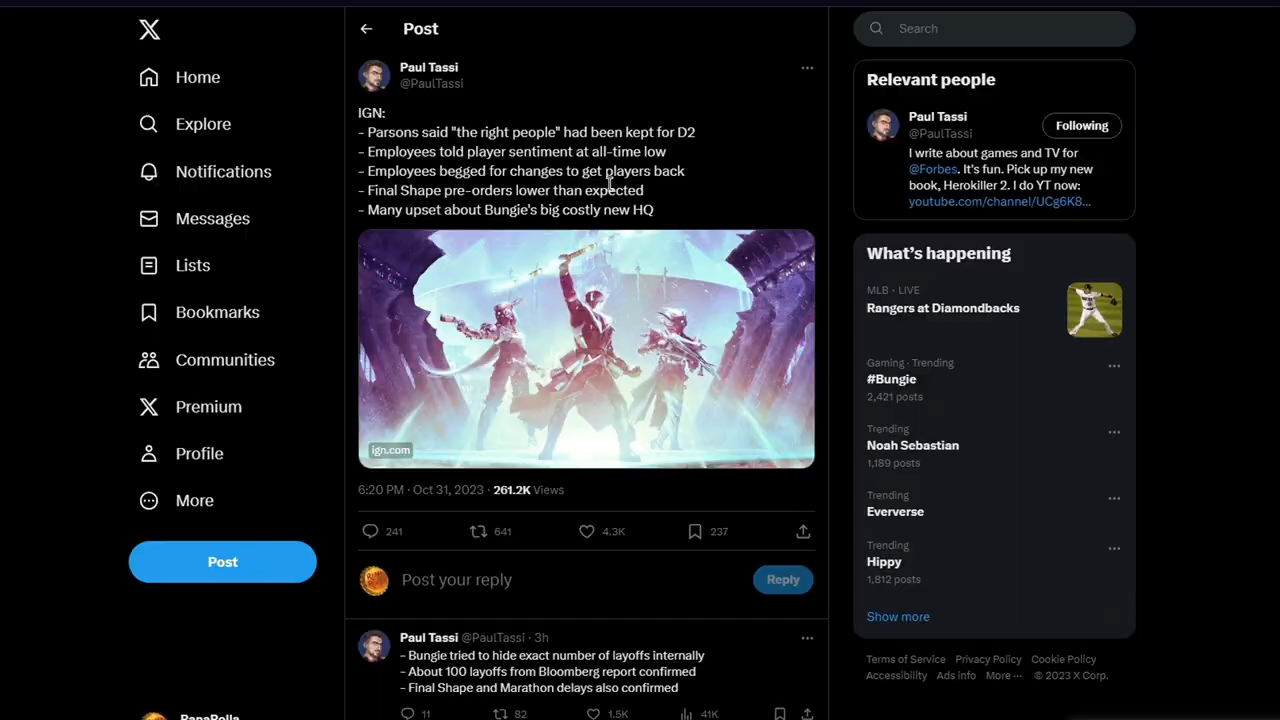 Home
Explore
Notifications
Messages
Lists
Bookmarks
Communities
Premium
Profile
More
Post
Post
Paul Tassi
@PaulTassi
IGN:
- Parsons said "the right people" had been kept for D2
- Employees told player sentiment at all-time low
- Employees begged for changes to get players back
- Final Shape pre-orders lower than expected
- Many upset about Bungie's big costly new HQ
ign.com
6:20 PM · Oct 31, 2023 · 261.2K Views
241 641 4.3K 237
Post your reply
Reply
Paul Tassi @PaulTassi · 3h
- Bungie tried to hide exact number of layoffs internally
- About 100 layoffs from Bloomberg report confirmed
- Final Shape and Marathon delays also confirmed
11 82 1.5K 41K
Search
Relevant people
Paul Tassi
@PaulTassi
Following
I write about games and TV for
@Forbes. It's fun. Pick up my new
book, Herokiller 2. I do YT now:
youtube.com/channel/UCg6K8...
What's happening
MLB · LIVE
Rangers at Diamondbacks
Gaming · Trending
#Bungie
2,421 posts
Trending
Noah Sebastian
1,189 posts
Trending
Eververse
Trending
Hippy
1,812 posts
Show more
Terms of Service Privacy Policy Cookie Policy
Accessibility Ads info More ··· © 2023 X Corp.